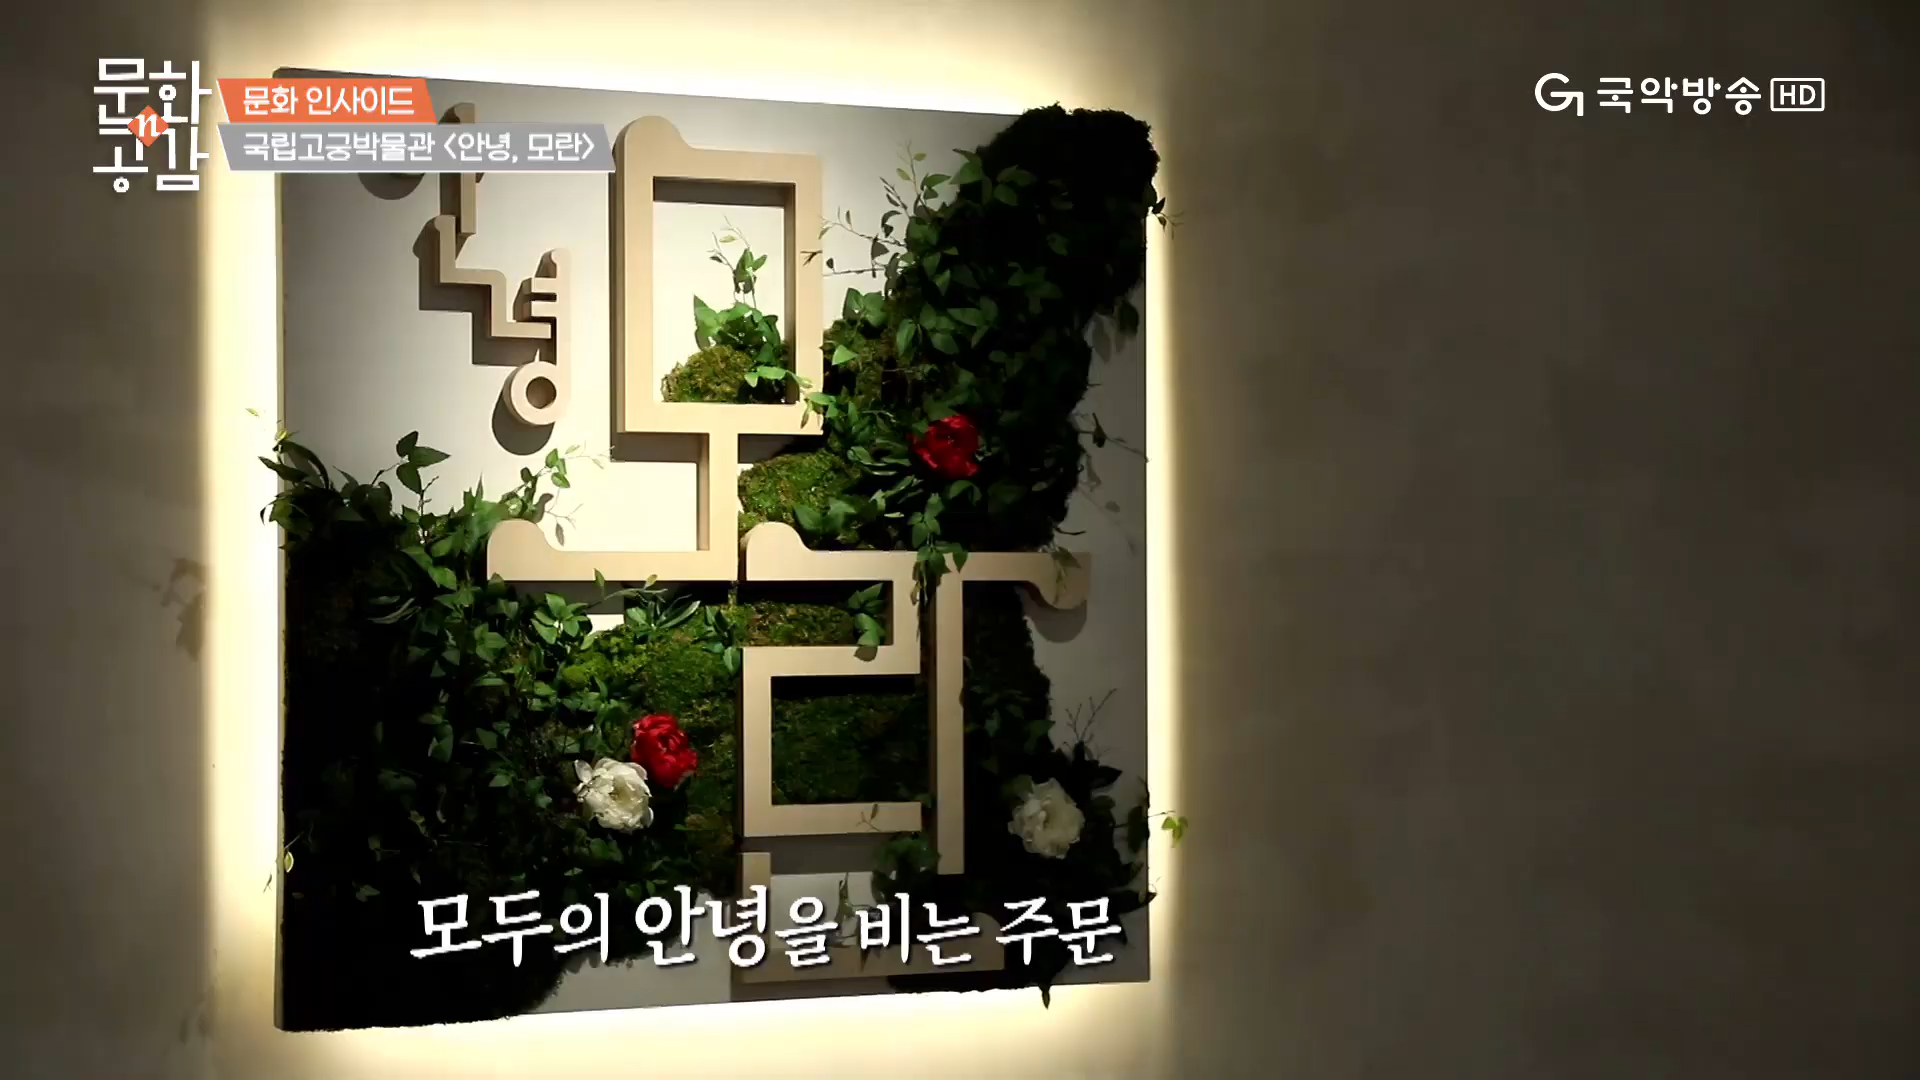 문화
n
공감
문화 인사이드
국립고궁박물관 <안녕, 모란>
국악방송 HD
안녕
모란
모두의 안녕을 비는 주문